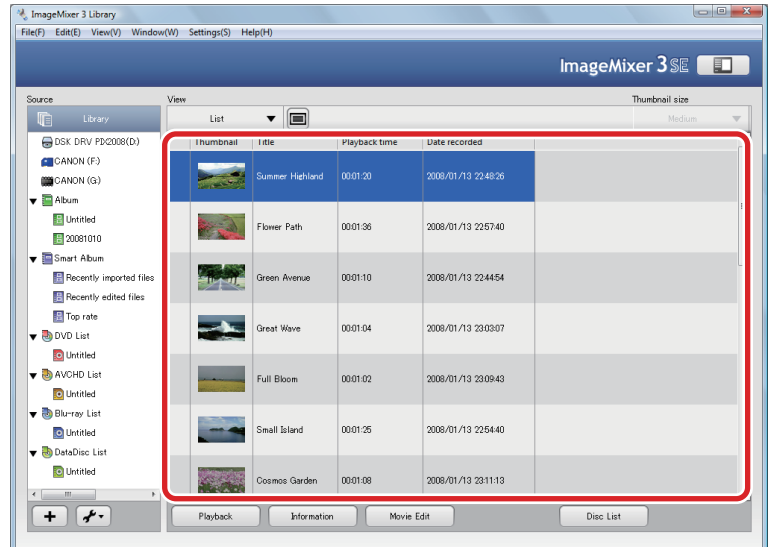 ImageMixer 3 Library
File(F) Edit(E) View(V) Window(W) Settings(S) Help(H)
ImageMixer 3 SE
Source View Thumbnail size
Library List Medium
DSK DRV PIX2008(D:)
CANON (F:)
CANON (G:)
Album
Untitled
20081010
Smart Album
Recently imported files
Recently edited files
Top rate
DVD List
Untitled
AVCHD List
Untitled
Blu-ray List
Untitled
DataDisc List
Untitled
Thumbnail Title Playback time Date recorded
Summer Highland 00:01:20 2008/01/13 22:48:26
Flower Path 00:01:36 2008/01/13 22:57:40
Green Avenue 00:01:10 2008/01/13 22:44:54
Great Wave 00:01:04 2008/01/13 23:03:07
Full Bloom 00:01:02 2008/01/13 23:09:43
Small Island 00:01:25 2008/01/13 22:54:40
Cosmos Garden 00:01:08 2008/01/13 23:11:13
Playback Information Movie Edit Disc List